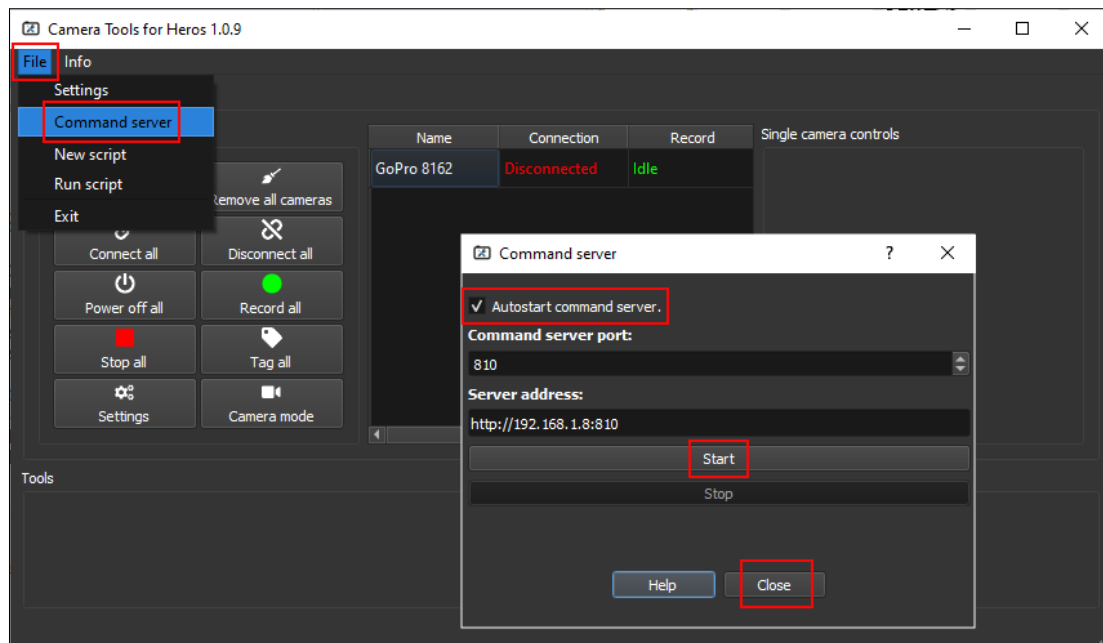 Camera Tools for Heros 1.0.9
File Info
Settings
Command server
New script
Run script
Exit
Remove all cameras
Connect all Disconnect all
Power off all Record all
Stop all Tag all
Settings Camera mode
Name Connection Record
GoPro 8162 Disconnected Idle
Single camera controls
Tools
Command server ?
Autostart command server.
Command server port:
810
Server address:
http://192.168.1.8:810
Start
Stop
Help Close